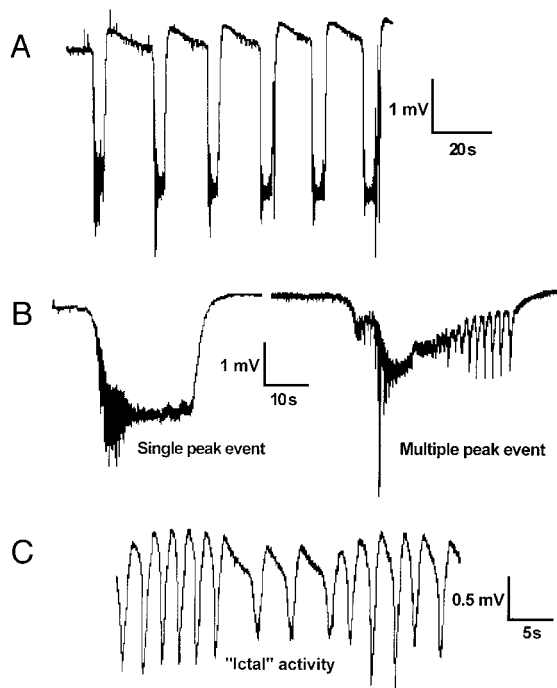 A
1 mV
20s
B
1 mV
10s
Single peak event
Multiple peak event
C
0.5 mV
5s
"Ictal" activity